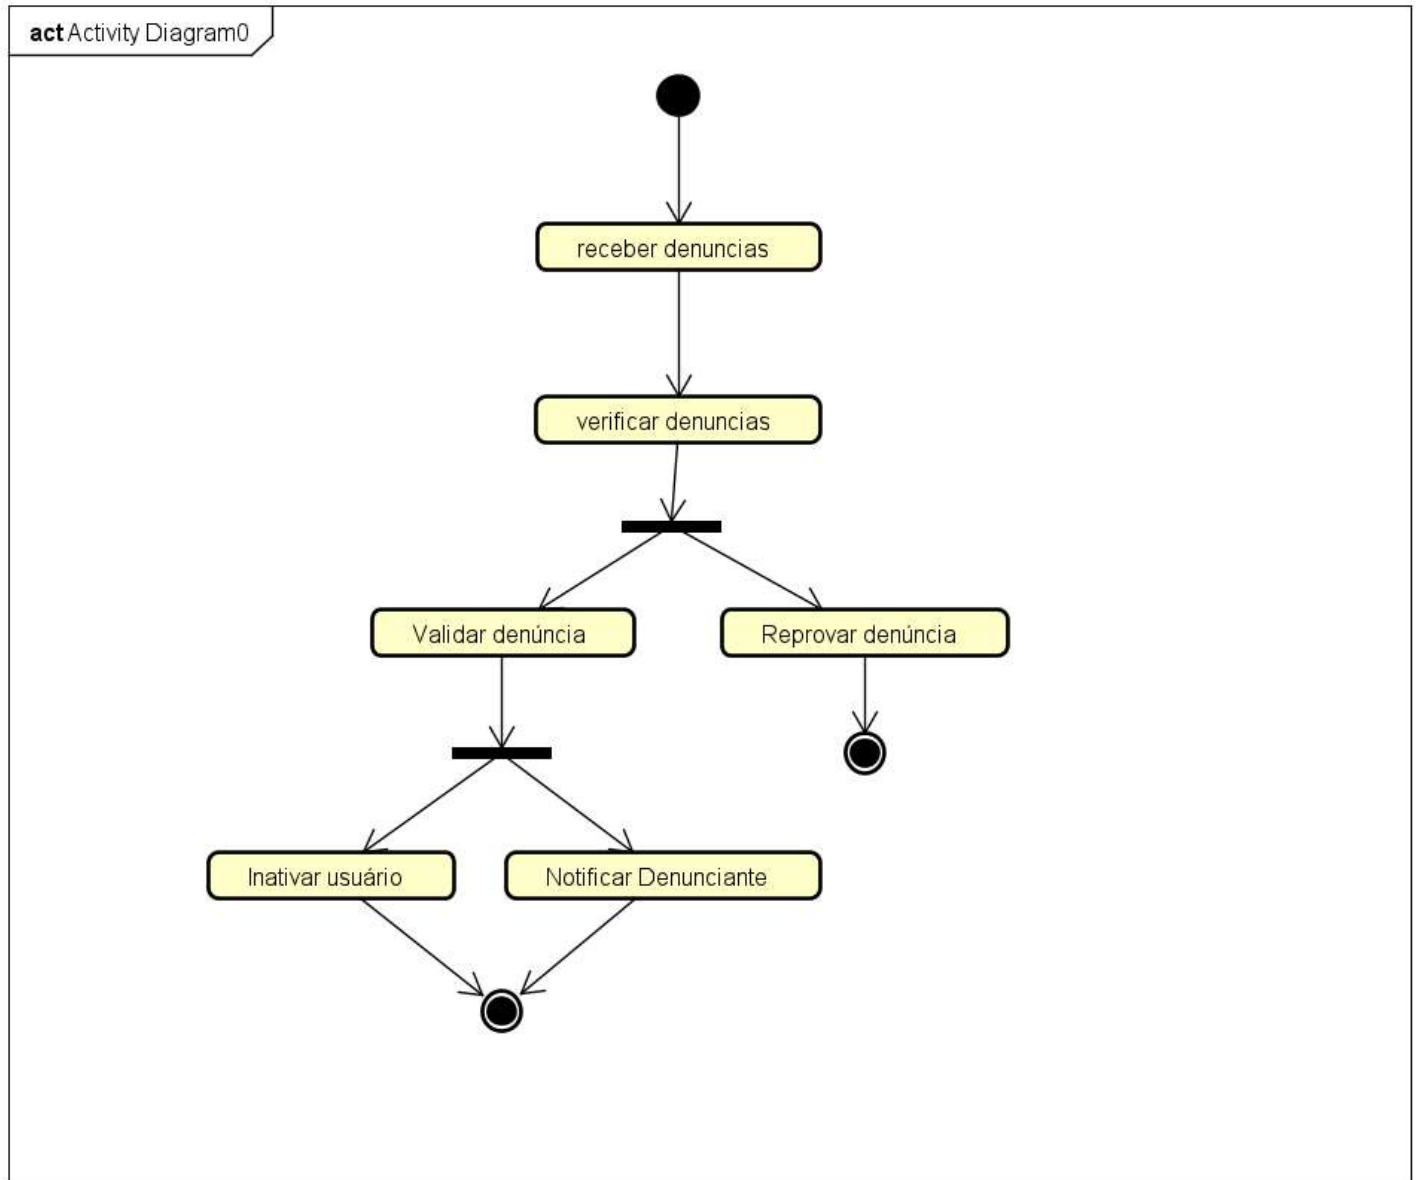 act Activity Diagram0
receber denuncias
verificar denuncias
Validar denúncia
Reprovar denúncia
Inativar usuário
Notificar Denunciante